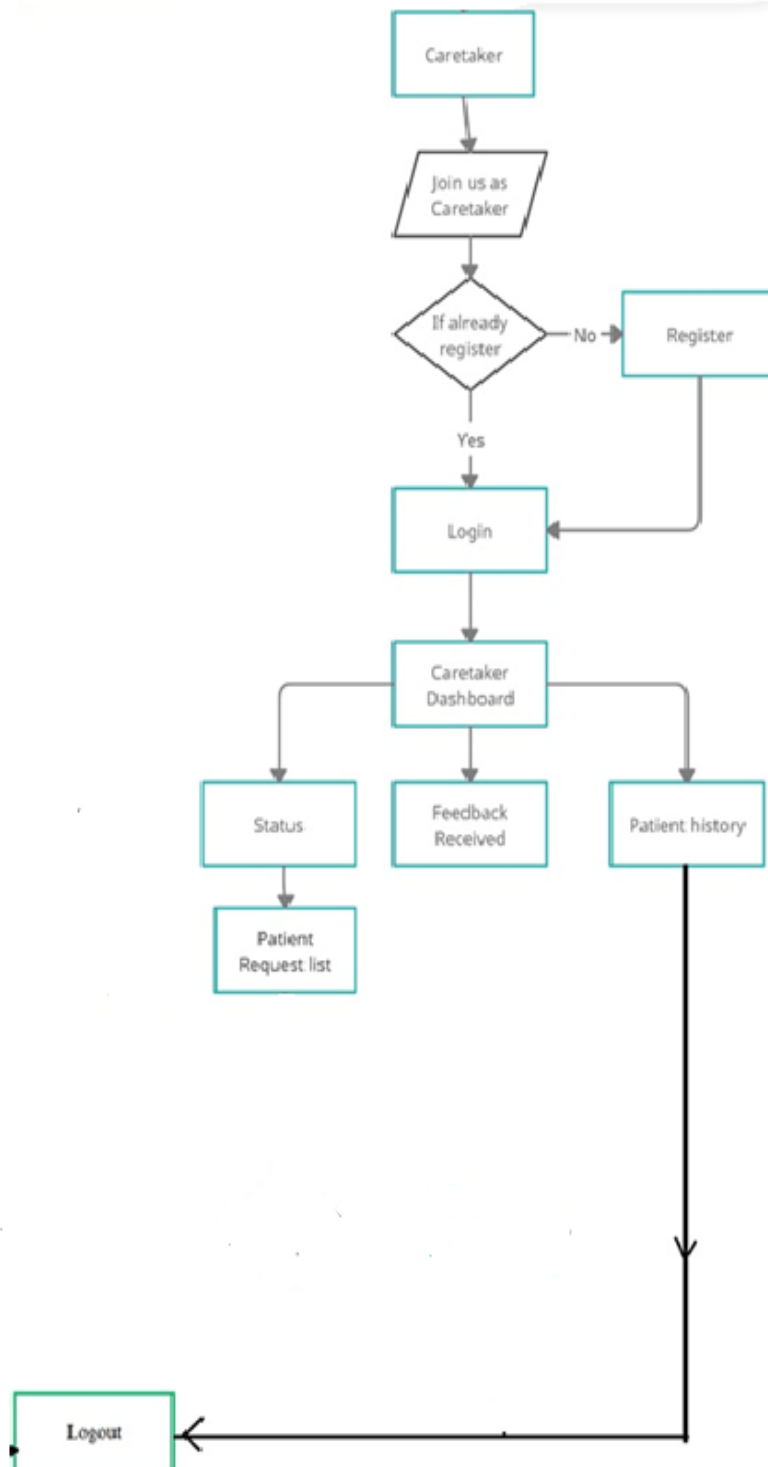 Caretaker
Join us as
Caretaker
If already
register
No
Register
Yes
Login
Caretaker
Dashboard
Status
Feedback
Received
Patient history
Patient
Request list
Logout